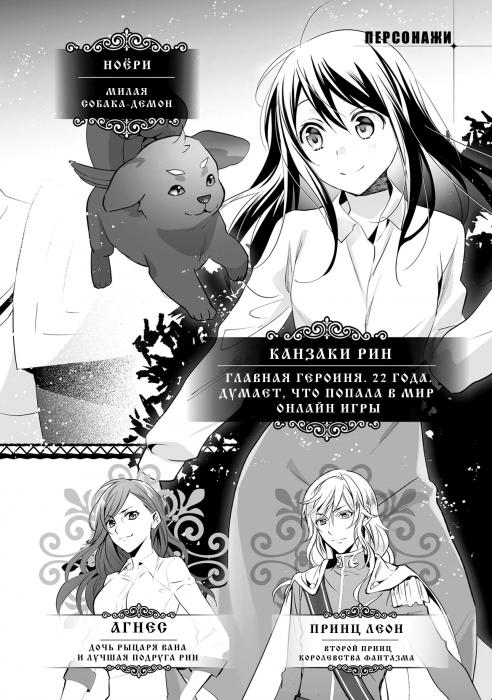 ПЕРСОНАЖИ
НОЁРИ
МИЛАЯ
СОБАКА-ДЕМОН
КАНЗАКИ РИН
ГЛАВНАЯ ГЕРОИНЯ. 22 ГОДА.
ДУМАЕТ, ЧТО ПОПАЛА В МИР
ОНЛАЙН ИГРЫ
АГНЕС
ДОЧЬ РЫЦАРЯ ВАНА
И ЛУЧШАЯ ПОДРУГА РИН
ПРИНЦ ЛЕОН
ВТОРОЙ ПРИНЦ
КОРОЛЕВСТВА ФАНТАЗМА